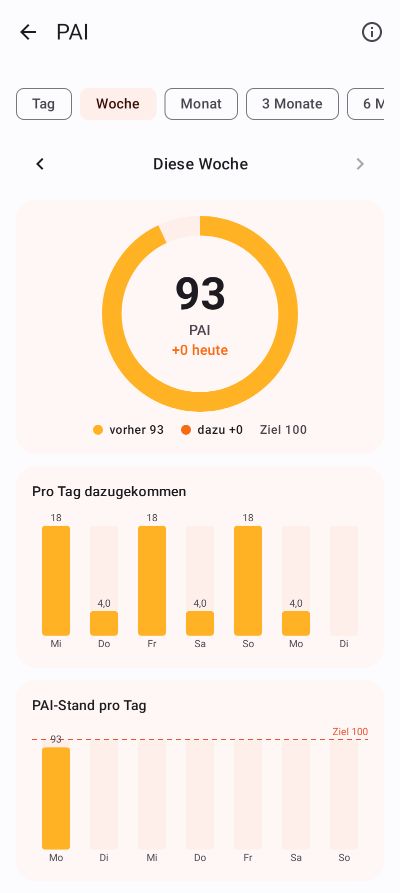 PAI
Tag Woche Monat 3 Monate 6 M
Diese Woche
93
PAI
+0 heute
vorher 93 dazu +0 Ziel 100
Pro Tag dazugekommen
18 18 18
4,0 4,0 4,0
Mi Do Fr Sa So Mo Di
PAI-Stand pro Tag
Ziel 100
93
Mo Di Mi Do Fr Sa So